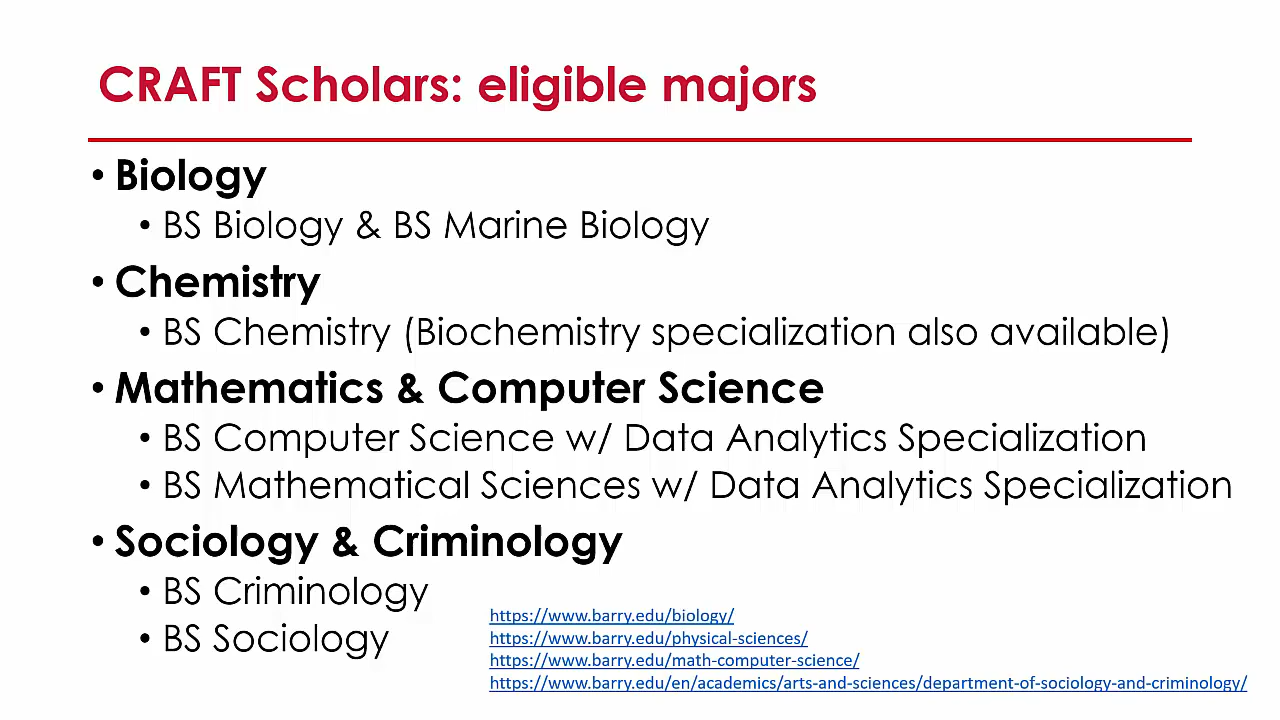 CRAFT Scholars: eligible majors
• Biology
• BS Biology & BS Marine Biology
• Chemistry
• BS Chemistry (Biochemistry specialization also available)
• Mathematics & Computer Science
• BS Computer Science w/ Data Analytics Specialization
• BS Mathematical Sciences w/ Data Analytics Specialization
• Sociology & Criminology
• BS Criminology
• BS Sociology
https://www.barry.edu/biology/
https://www.barry.edu/physical-sciences/
https://www.barry.edu/math-computer-science/
https://www.barry.edu/en/academics/arts-and-sciences/department-of-sociology-and-criminology/